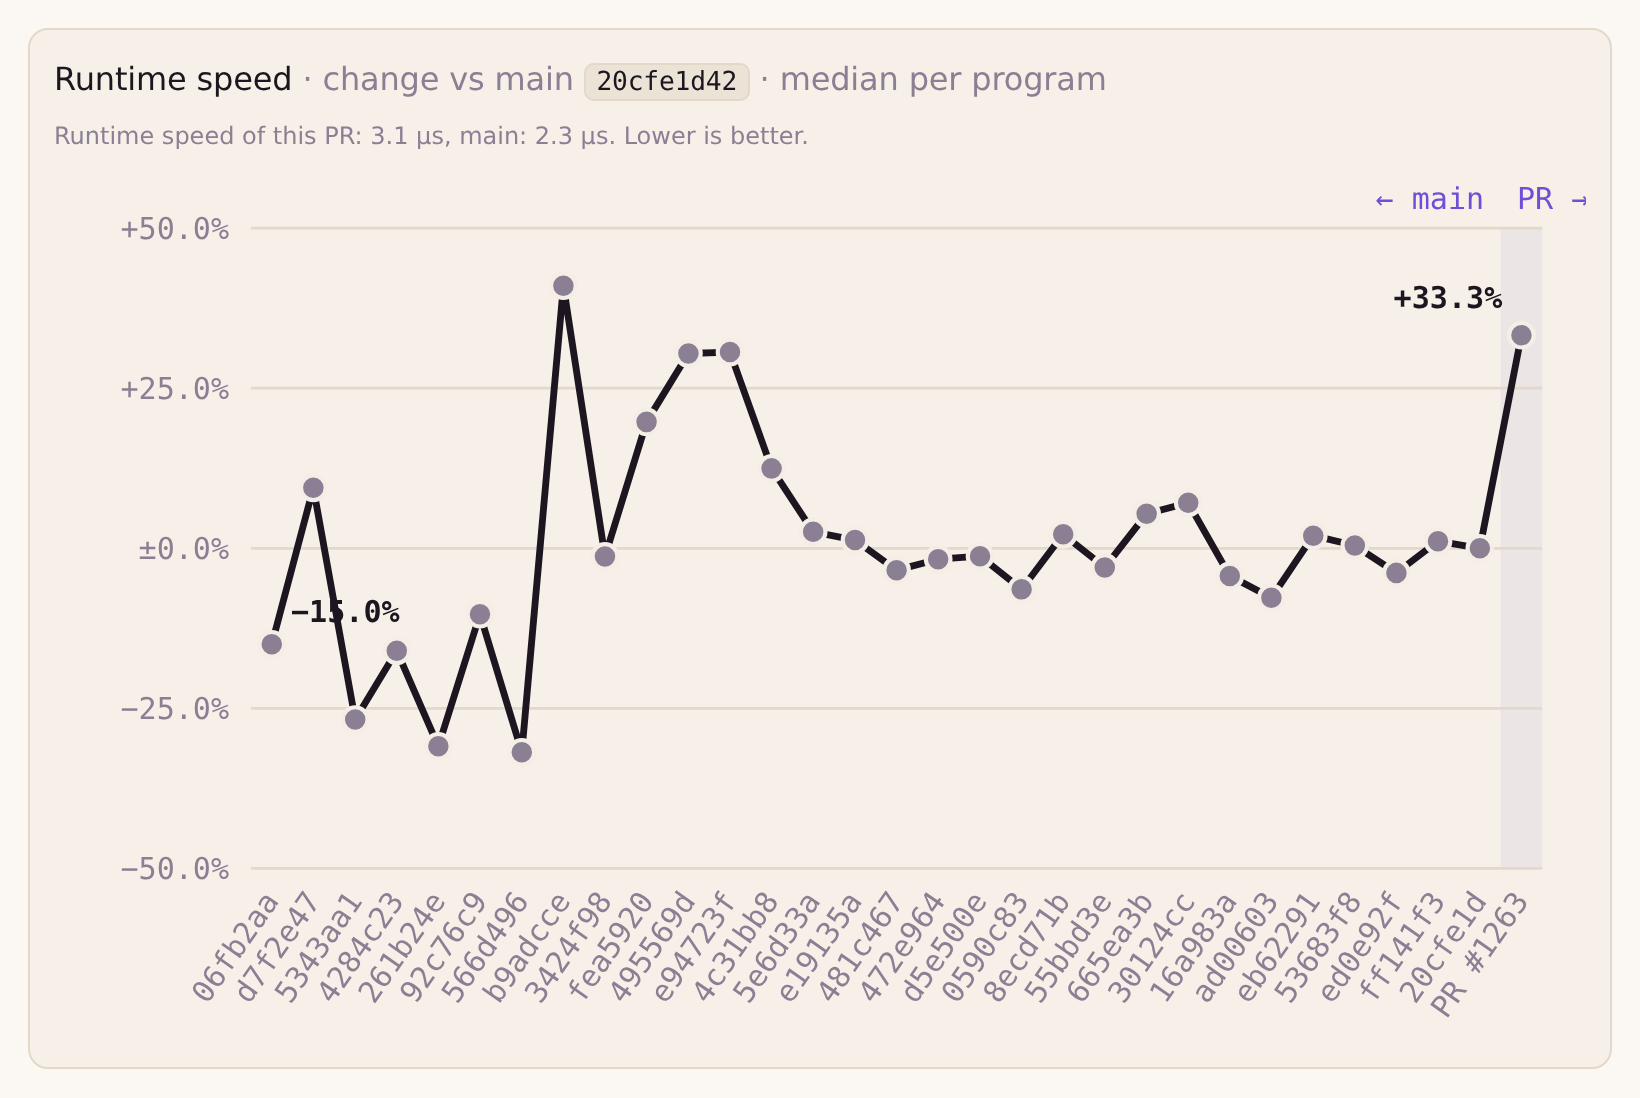 Runtime speed · change vs main 20cfe1d42 · median per program
Runtime speed of this PR: 3.1 µs, main: 2.3 µs. Lower is better.
← main PR →
+50.0%
+33.3%
+25.0%
±0.0%
−15.0%
−25.0%
−50.0%
06fb2aa
d7f2e47
5343aa1
4284c23
261b24e
92c76c9
566d496
b9adcce
3424f98
fea5920
495569d
e94723f
4c31bb8
5e6d33a
e19135a
481c467
472e964
d5e500e
0590c83
8ecd71b
55bbd3e
665ea3b
30124cc
16a983a
ad00603
eb62291
53683f8
ed0e92f
ff141f3
20cfe1d
PR #1263